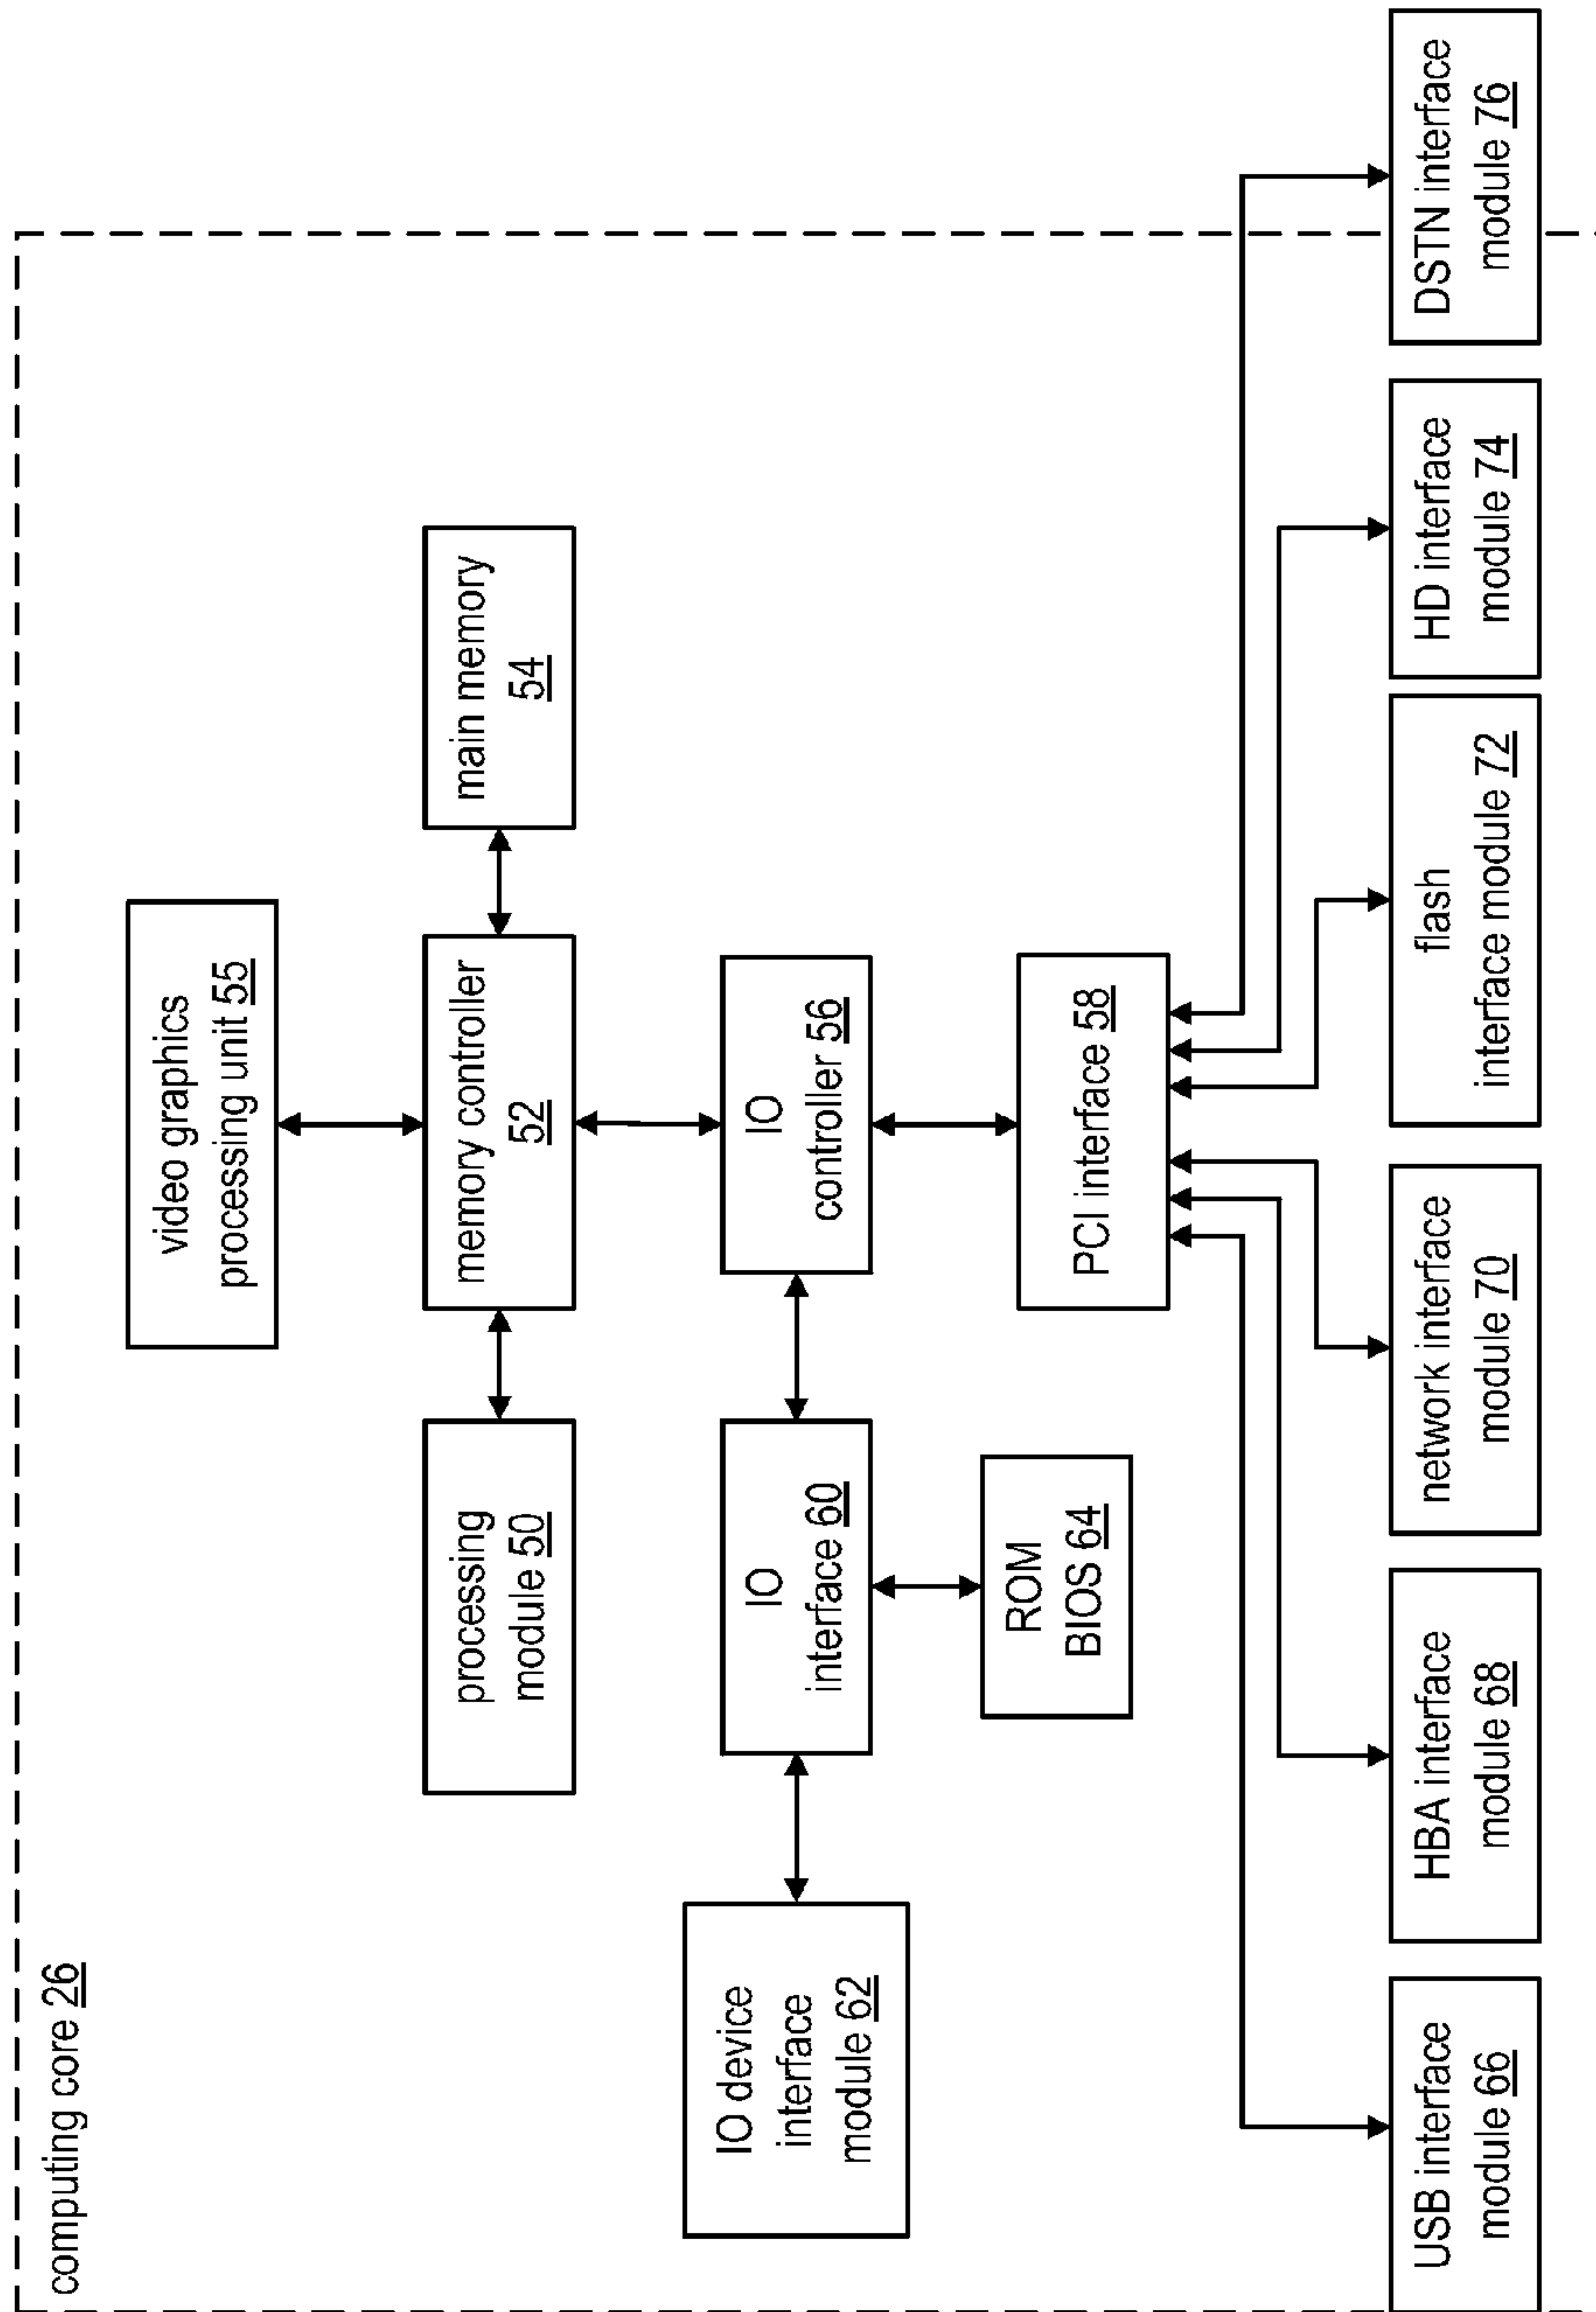 computing core 26
video graphics
processing unit 55
processing
module 50
memory controller
52
main memory
54
IO device
interface
module 62
IO
interface 60
IO
controller 56
ROM
BIOS 64
PCI interface 58
USB interface
module 66
HBA interface
module 68
network interface
module 70
flash
interface module 72
HD interface
module 74
DSTN interface
module 76